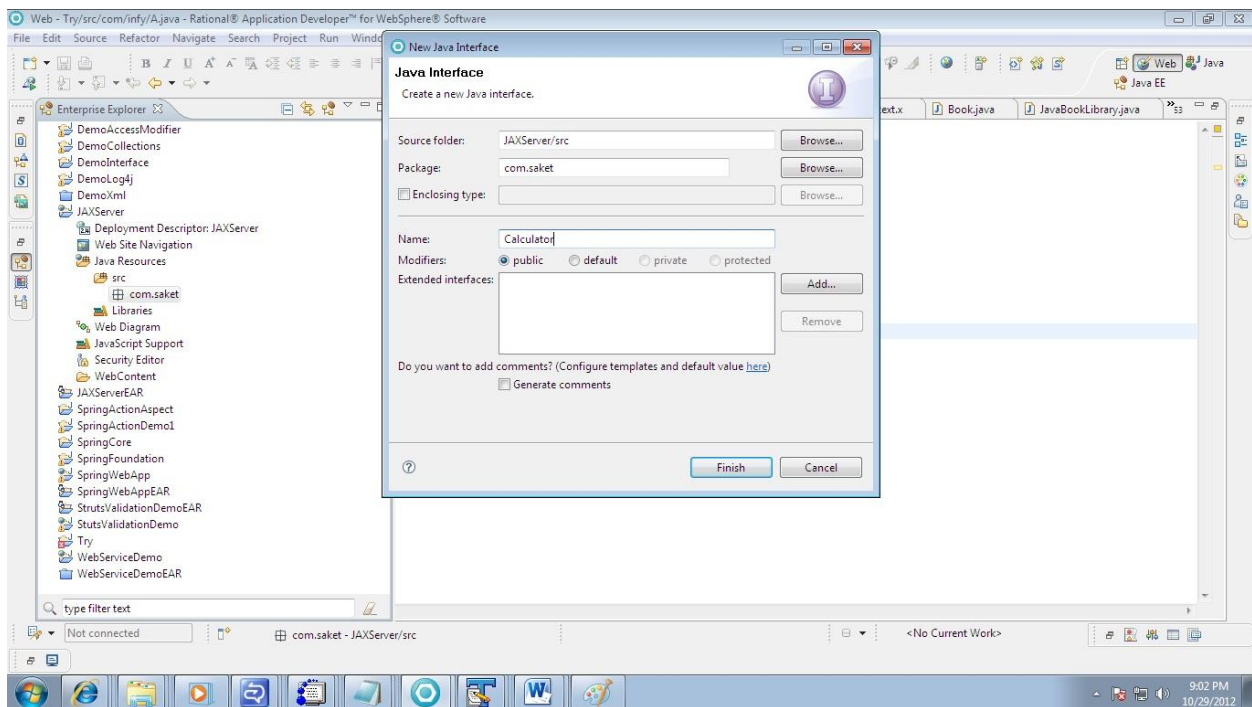 Web - Try/src/com/infy/A.java - Rational® Application Developer™ for WebSphere® Software
File Edit Source Refactor Navigate Search Project Run
Web Java
Java EE
Enterprise Explorer
DemoAccessModifier
DemoCollections
DemoInterface
DemoLog4j
DemoXml
JAXServer
Deployment Descriptor: JAXServer
Web Site Navigation
Java Resources
src
com.saket
Libraries
Web Diagram
JavaScript Support
Security Editor
WebContent
JAXServerEAR
SpringActionAspect
SpringActionDemo1
SpringCore
SpringFoundation
SpringWebApp
SpringWebAppEAR
StrutsValidationDemoEAR
StutsValidationDemo
Try
WebServiceDemo
WebServiceDemoEAR
type filter text
New Java Interface
Java Interface
Create a new Java interface.
Source folder: JAXServer/src Browse...
Package: com.saket Browse...
Enclosing type: Browse...
Name: Calculator
Modifiers: public default private protected
Extended interfaces: Add...
Remove
Do you want to add comments? (Configure templates and default value here)
Generate comments
Finish Cancel
ext.x Book.java JavaBookLibrary.java 53
Not connected com.saket - JAXServer/src <No Current Work>
9:02 PM
10/29/2012